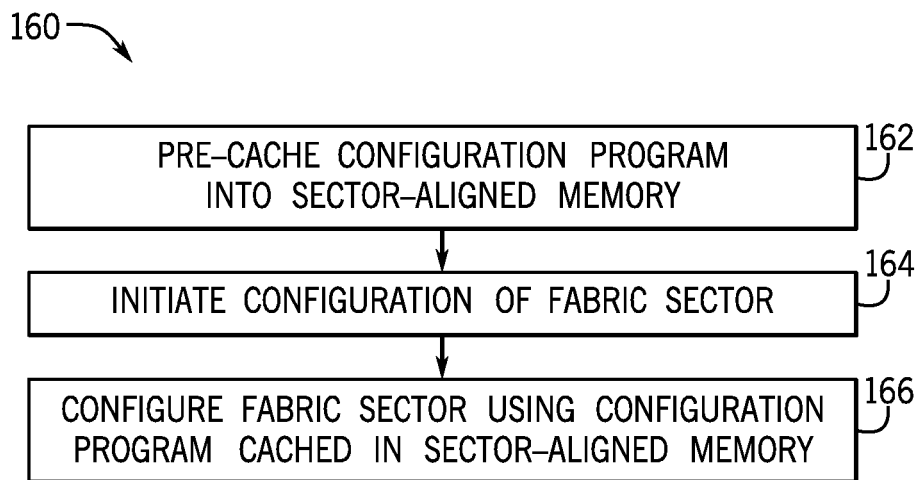 160
PRE–CACHE CONFIGURATION PROGRAM
INTO SECTOR–ALIGNED MEMORY
162
INITIATE CONFIGURATION OF FABRIC SECTOR
164
CONFIGURE FABRIC SECTOR USING CONFIGURATION
PROGRAM CACHED IN SECTOR–ALIGNED MEMORY
166